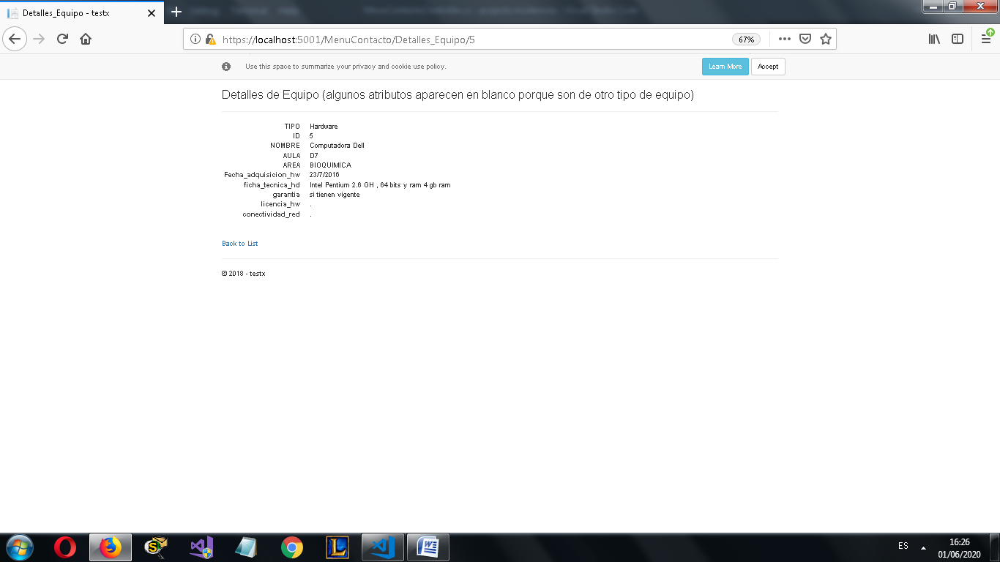 Detalles_Equipo - testx
https://localhost:5001/MenuContacto/Detalles_Equipo/5
67%
Use this space to summarize your privacy and cookie use policy.
Learn More
Accept
Detalles de Equipo (algunos atributos aparecen en blanco porque son de otro tipo de equipo)
TIPO Hardware
ID 5
NOMBRE Computadora Dell
AULA D7
AREA BIOQUIMICA
Fecha_adquisicion_hw 23/7/2016
ficha_tecnica_hd Intel Pentium 2.6 GH , 64 bits y ram 4 gb ram
garantia si tienen vigente
licencia_hw .
conectividad_red .
Back to List
© 2018 - testx
ES
16:26
01/06/2020